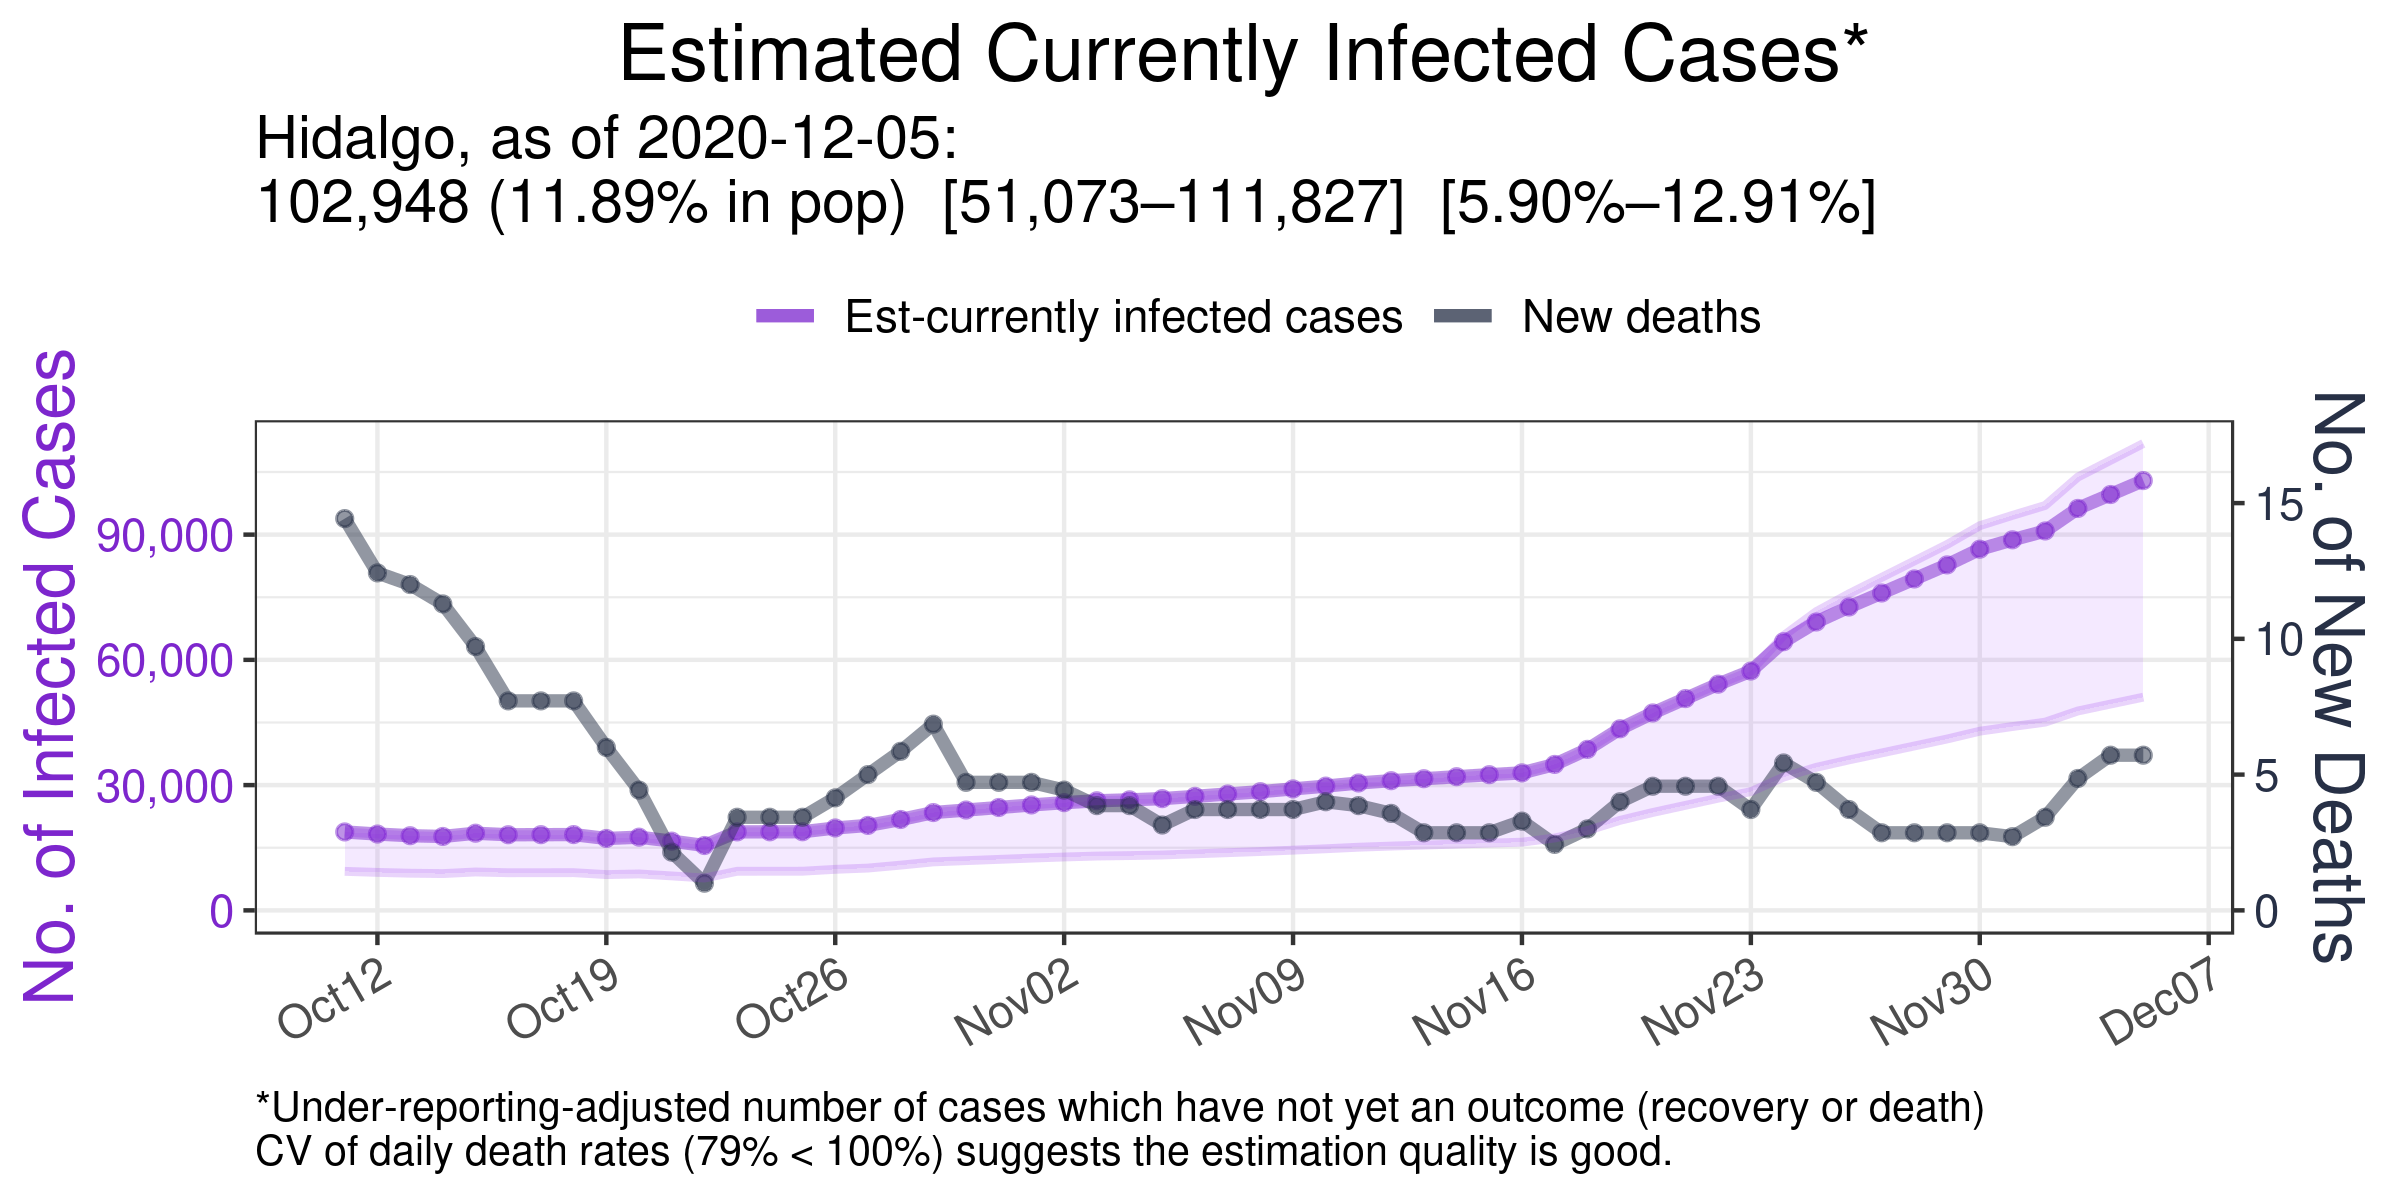 Estimated Currently Infected Cases*
Hidalgo, as of 2020-12-05:
102,948 (11.89% in pop)  [51,073–111,827]  [5.90%–12.91%]
Est-currently infected cases
New deaths
No. of Infected Cases
90,000
60,000
30,000
0
15
10
5
0
No. of New Deaths
Oct12
Oct19
Oct26
Nov02
Nov09
Nov16
Nov23
Nov30
Dec07
*Under-reporting-adjusted number of cases which have not yet an outcome (recovery or death)
CV of daily death rates (79% < 100%) suggests the estimation quality is good.